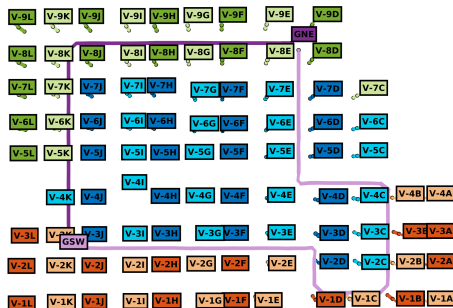 V-9L V-9K V-9J V-9I V-9H V-9G V-9F V-9E V-9D
GNE
V-8L V-8K V-8J V-8I V-8H V-8G V-8F V-8E V-8D
V-7L V-7K V-7J V-7I V-7H V-7G V-7F V-7E V-7D V-7C
V-6L V-6K V-6J V-6I V-6H V-6G V-6F V-6E V-6D V-6C
V-5L V-5K V-5J V-5I V-5H V-5G V-5F V-5E V-5D V-5C
V-4K V-4J V-4I V-4H V-4G V-4F V-4E V-4D V-4C V-4B V-4A
V-3L V-3J V-3I V-3H V-3G V-3F V-3E V-3D V-3C V-3B V-3A
GSW
V-2L V-2K V-2J V-2I V-2H V-2G V-2F V-2E V-2D V-2C V-2B V-2A
V-1L V-1K V-1J V-1I V-1H V-1G V-1F V-1E V-1D V-1C V-1B V-1A